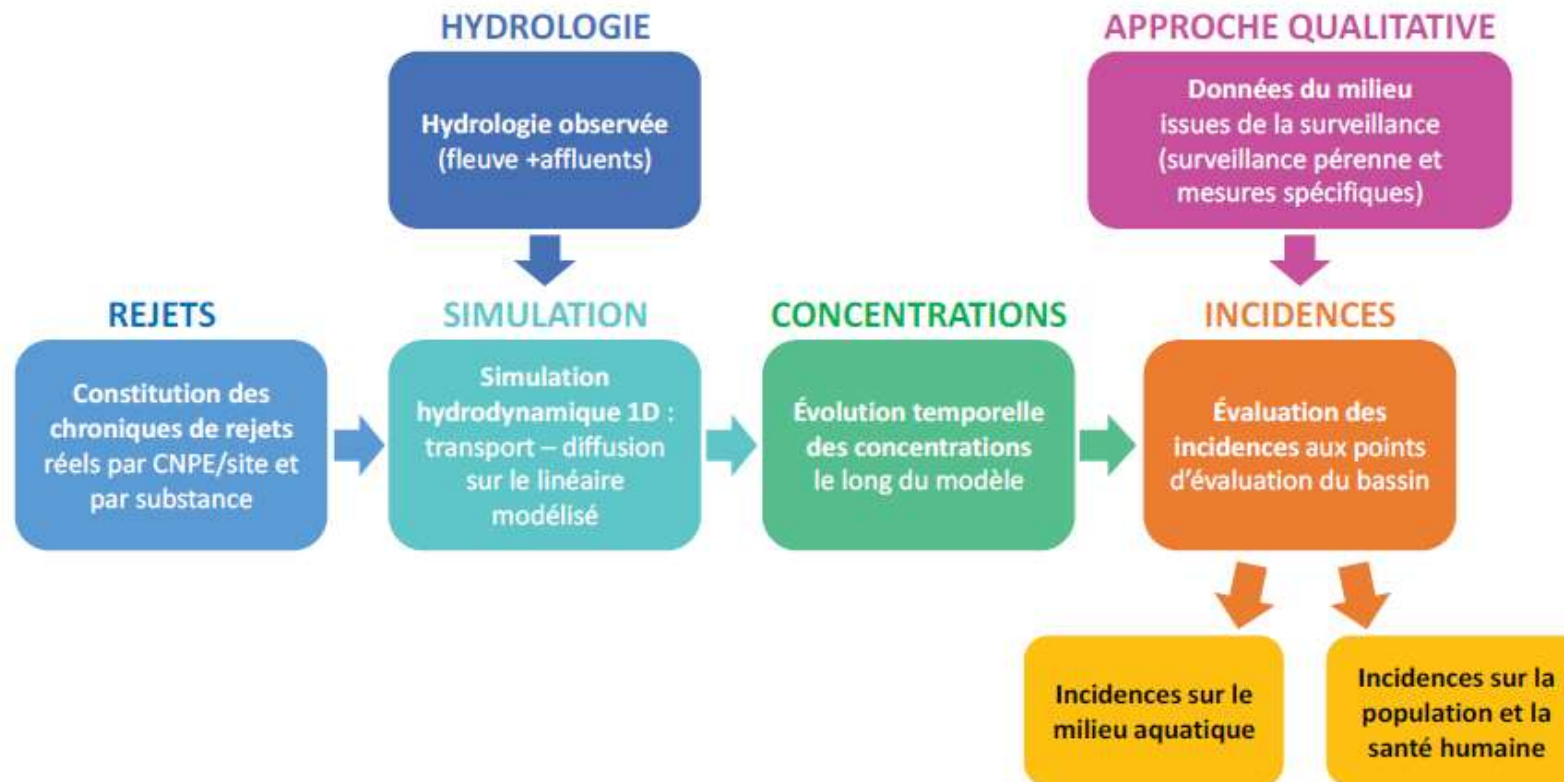 HYDROLOGIE
Hydrologie observée
(fleuve +affluents)
APPROCHE QUALITATIVE
Données du milieu
issues de la surveillance
(surveillance pérenne et
mesures spécifiques)
REJETS
Constitution des
chroniques de rejets
réels par CNPE/site et
par substance
SIMULATION
Simulation
hydrodynamique 1D :
transport – diffusion
sur le linéaire
modélisé
CONCENTRATIONS
Évolution temporelle
des concentrations
le long du modèle
INCIDENCES
Évaluation des
incidences aux points
d’évaluation du bassin
Incidences sur le
milieu aquatique
Incidences sur la
population et la
santé humaine